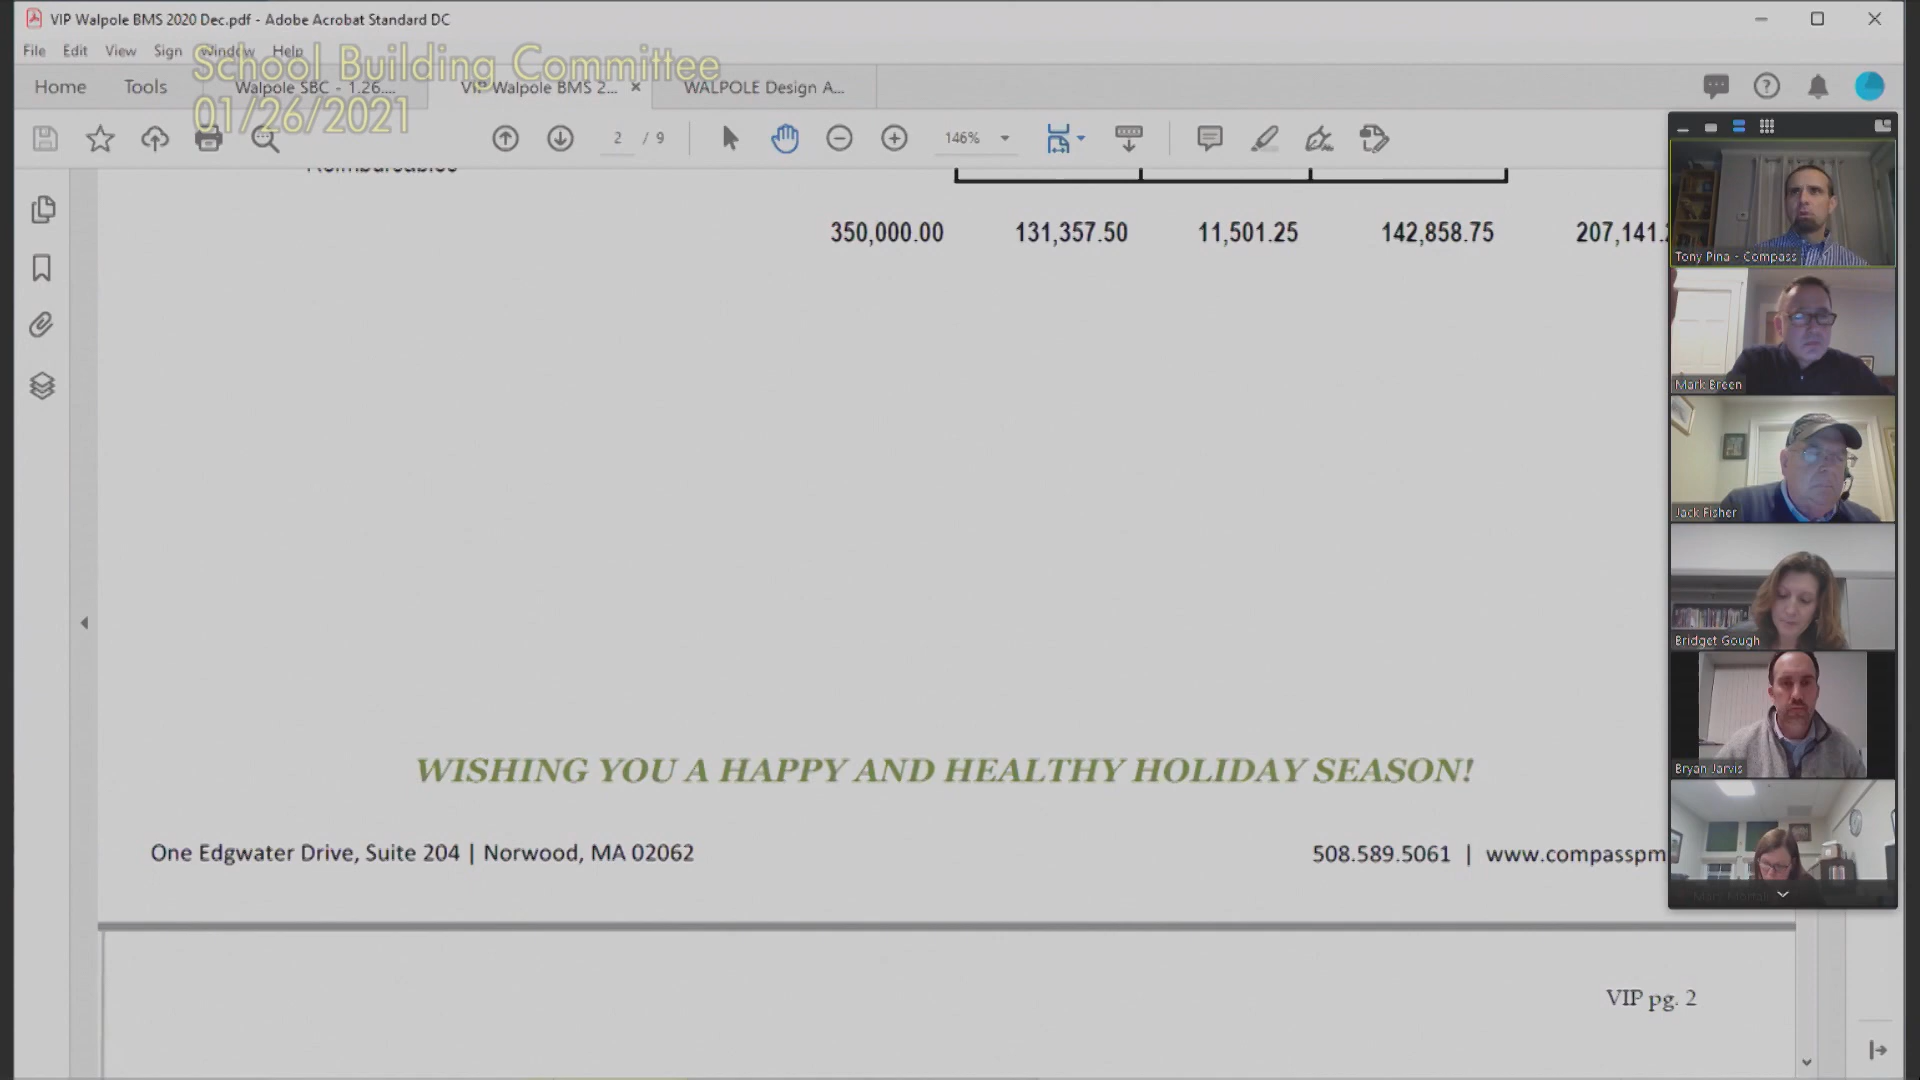 VIP Walpole BMS 2020 Dec.pdf - Adobe Acrobat Standard DC
File Edit View Sign Window Help
School Building Committee
01/26/2021
Home Tools Walpole SBC - 1.26.... VIP Walpole BMS 2... × WALPOLE Design A...
2 / 9 146%
Reimbursables
350,000.00 131,357.50 11,501.25 142,858.75 207,141.
Tony Pina - Compass
Mark Breen
Jack Fisher
Bridget Gough
Bryan Jarvis
WISHING YOU A HAPPY AND HEALTHY HOLIDAY SEASON!
One Edgwater Drive, Suite 204 | Norwood, MA 02062
508.589.5061 | www.compasspm
VIP pg. 2